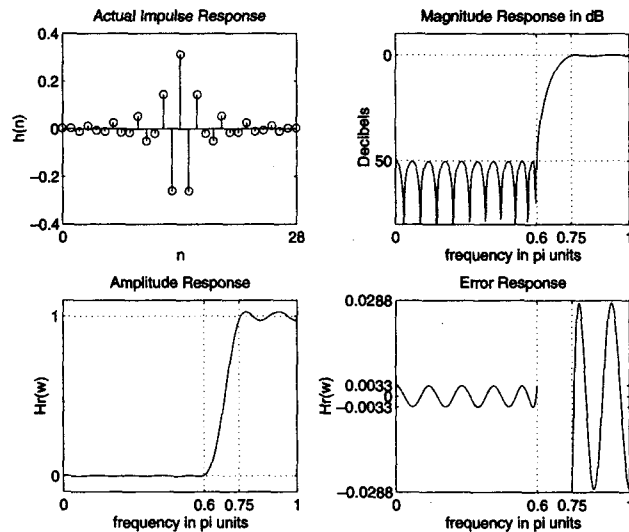 Actual Impulse Response
0.4
0.2
0
−0.2
−0.4
h(n)
0
28
n
Magnitude Response in dB
0
50
Decibels
0
0.6
0.75
1
frequency in pi units
Amplitude Response
1
0
Hr(w)
0
0.6
0.75
1
frequency in pi units
Error Response
0.0288
0.0033
0
−0.0033
−0.0288
Hr(w)
0
0.6
0.75
1
frequency in pi units